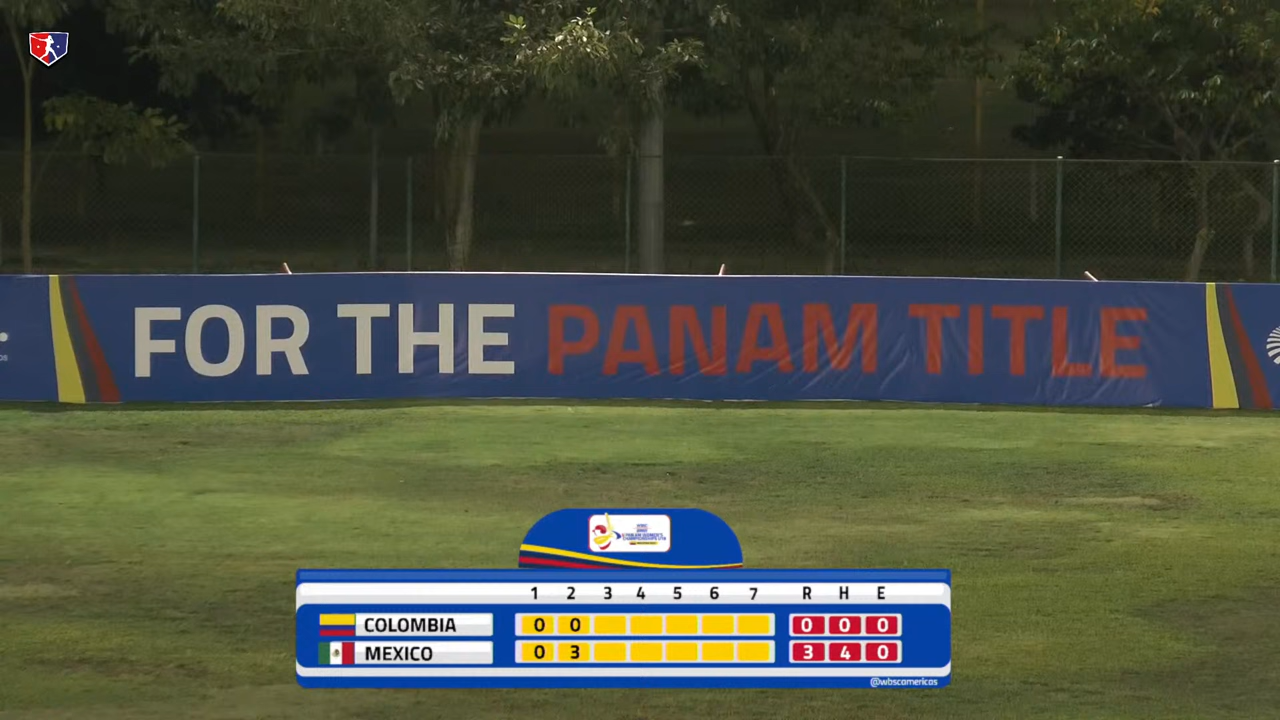 FOR THE PANAM TITLE
1 2 3 4 5 6 7 R H E
COLOMBIA 0 0 0 0 0
MEXICO 0 3 3 4 0
@wbscamericas